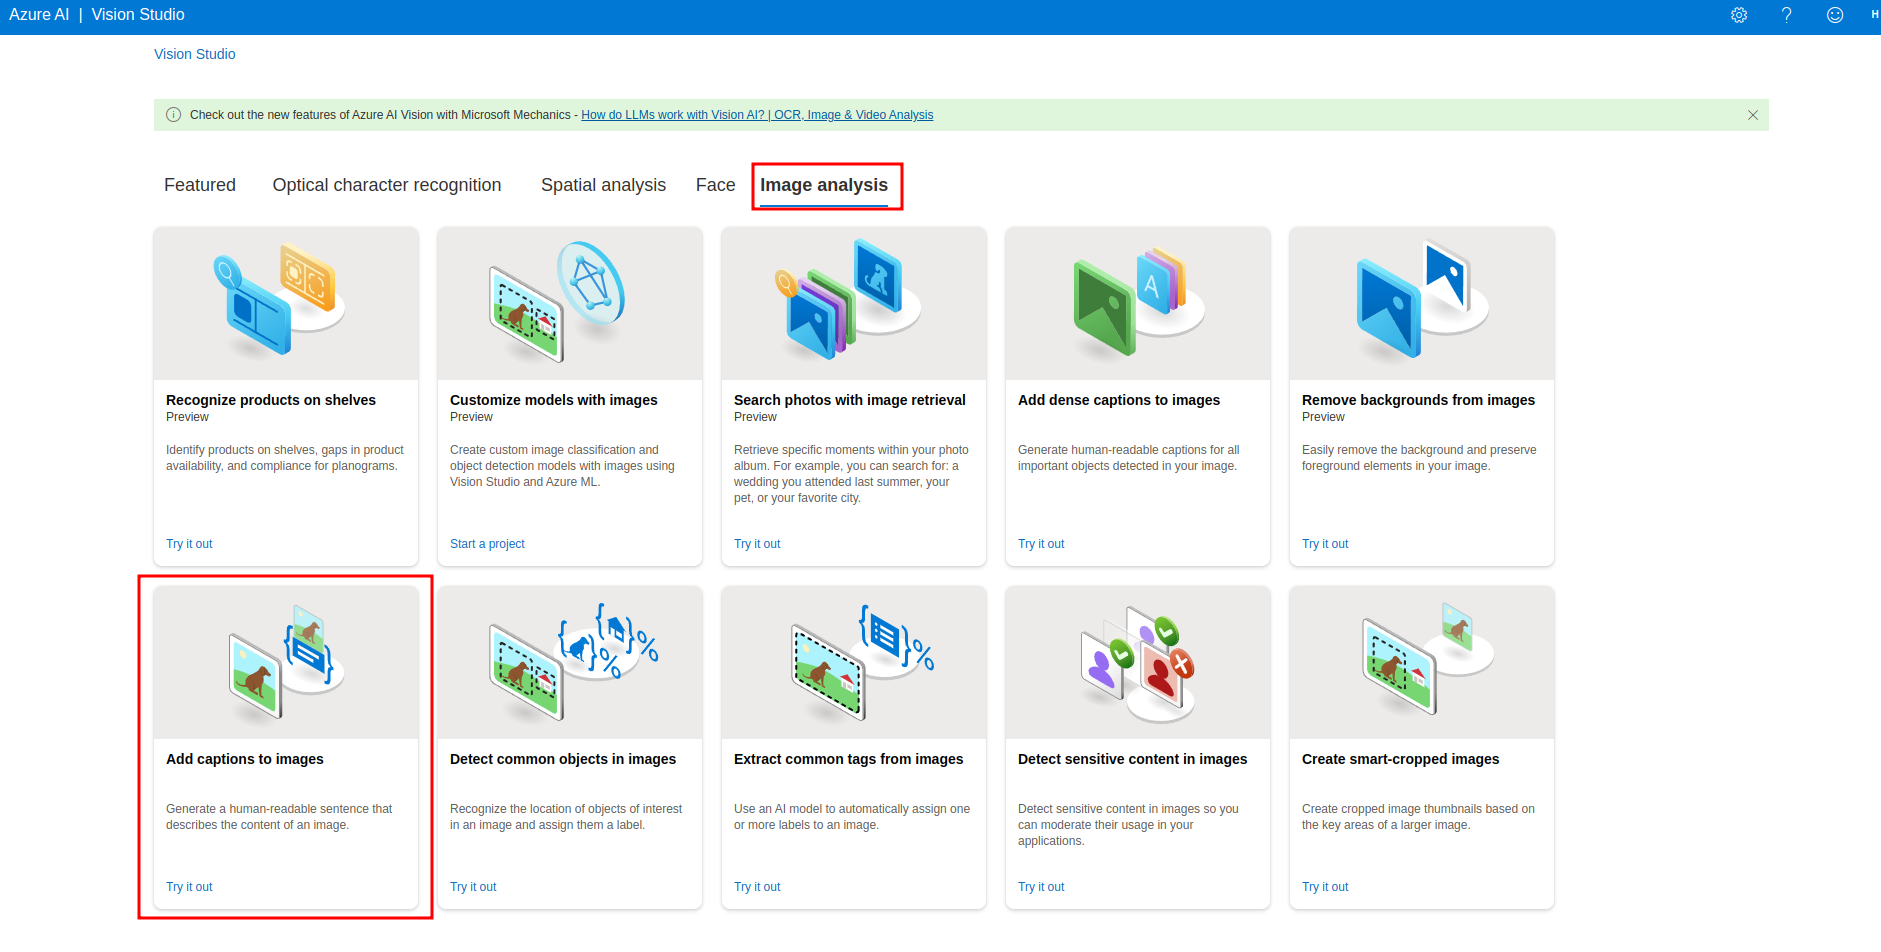 Azure AI | Vision Studio
H
Vision Studio
Check out the new features of Azure AI Vision with Microsoft Mechanics - How do LLMs work with Vision AI? | OCR, Image & Video Analysis
Featured
Optical character recognition
Spatial analysis
Face
Image analysis
Recognize products on shelves
Preview
Identify products on shelves, gaps in product
availability, and compliance for planograms.
Try it out
Customize models with images
Preview
Create custom image classification and
object detection models with images using
Vision Studio and Azure ML.
Start a project
Search photos with image retrieval
Preview
Retrieve specific moments within your photo
album. For example, you can search for: a
wedding you attended last summer, your
pet, or your favorite city.
Try it out
A
Add dense captions to images
Generate human-readable captions for all
important objects detected in your image.
Try it out
Remove backgrounds from images
Preview
Easily remove the background and preserve
foreground elements in your image.
Try it out
Add captions to images
Generate a human-readable sentence that
describes the content of an image.
Try it out
{ } % { } %
Detect common objects in images
Recognize the location of objects of interest
in an image and assign them a label.
Try it out
{ } %
Extract common tags from images
Use an AI model to automatically assign one
or more labels to an image.
Try it out
Detect sensitive content in images
Detect sensitive content in images so you
can moderate their usage in your
applications.
Try it out
Create smart-cropped images
Create cropped image thumbnails based on
the key areas of a larger image.
Try it out